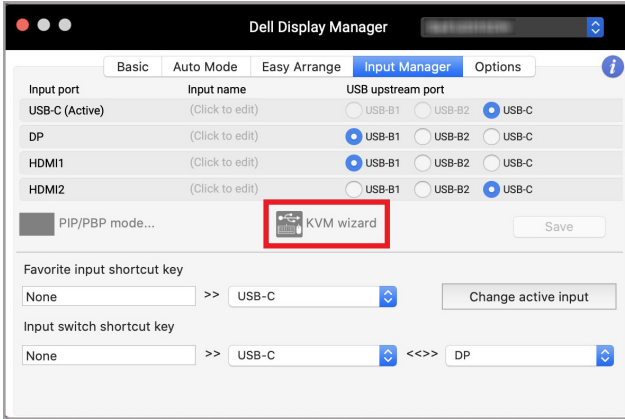 Dell Display Manager
Basic Auto Mode Easy Arrange Input Manager Options i
Input port Input name USB upstream port
USB-C (Active) (Click to edit) USB-B1 USB-B2 USB-C
DP (Click to edit) USB-B1 USB-B2 USB-C
HDMI1 (Click to edit) USB-B1 USB-B2 USB-C
HDMI2 (Click to edit) USB-B1 USB-B2 USB-C
PIP/PBP mode... KVM wizard Save
Favorite input shortcut key
None >> USB-C Change active input
Input switch shortcut key
None >> USB-C <<>> DP